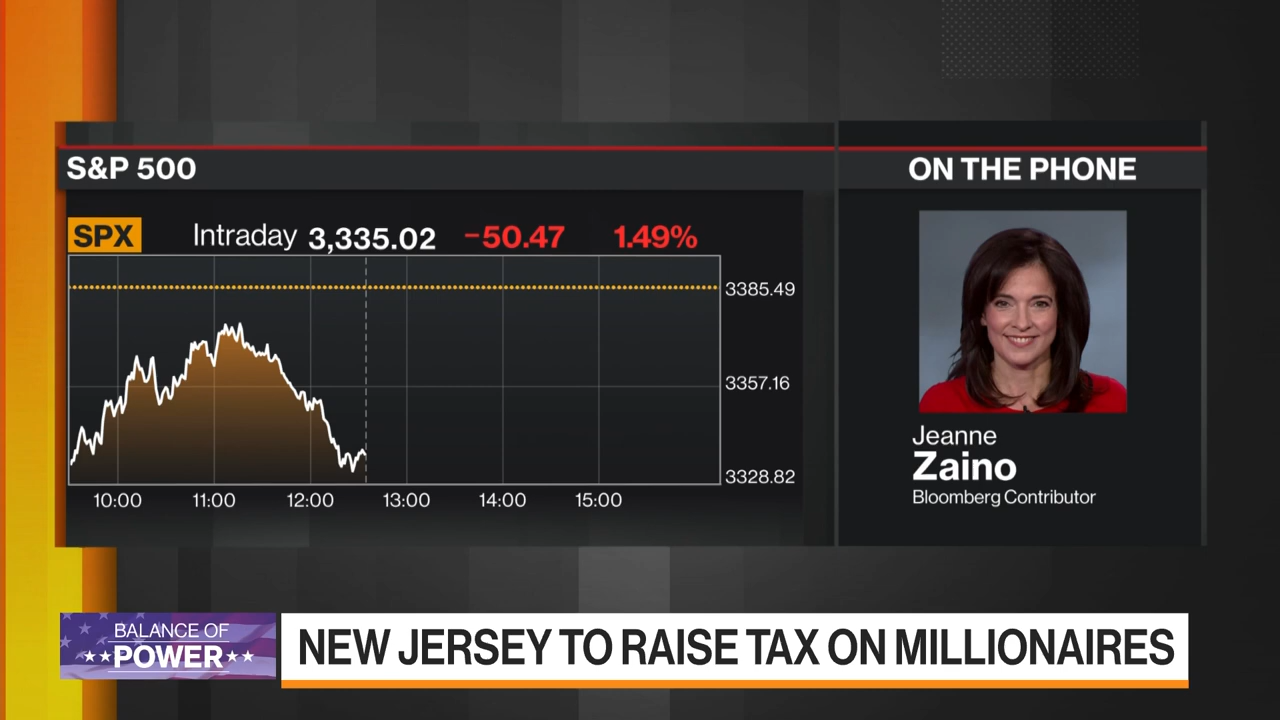 S&P 500
SPX Intraday 3,335.02 -50.47 1.49%
3385.49
3357.16
3328.82
10:00 11:00 12:00 13:00 14:00 15:00
ON THE PHONE
Jeanne
Zaino
Bloomberg Contributor
BALANCE OF
POWER
NEW JERSEY TO RAISE TAX ON MILLIONAIRES